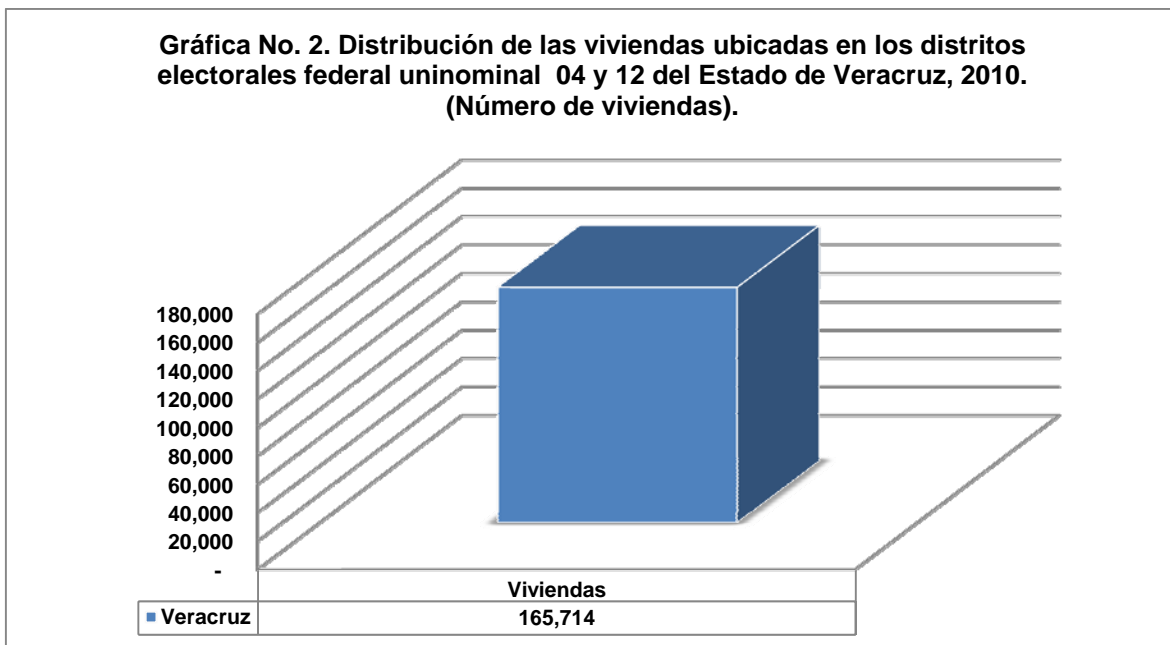 Gráfica No. 2. Distribución de las viviendas ubicadas en los distritos
electorales federal uninominal 04 y 12 del Estado de Veracruz, 2010.
(Número de viviendas).
180,000
160,000
140,000
120,000
100,000
80,000
60,000
40,000
20,000
-
Viviendas
Veracruz 165,714